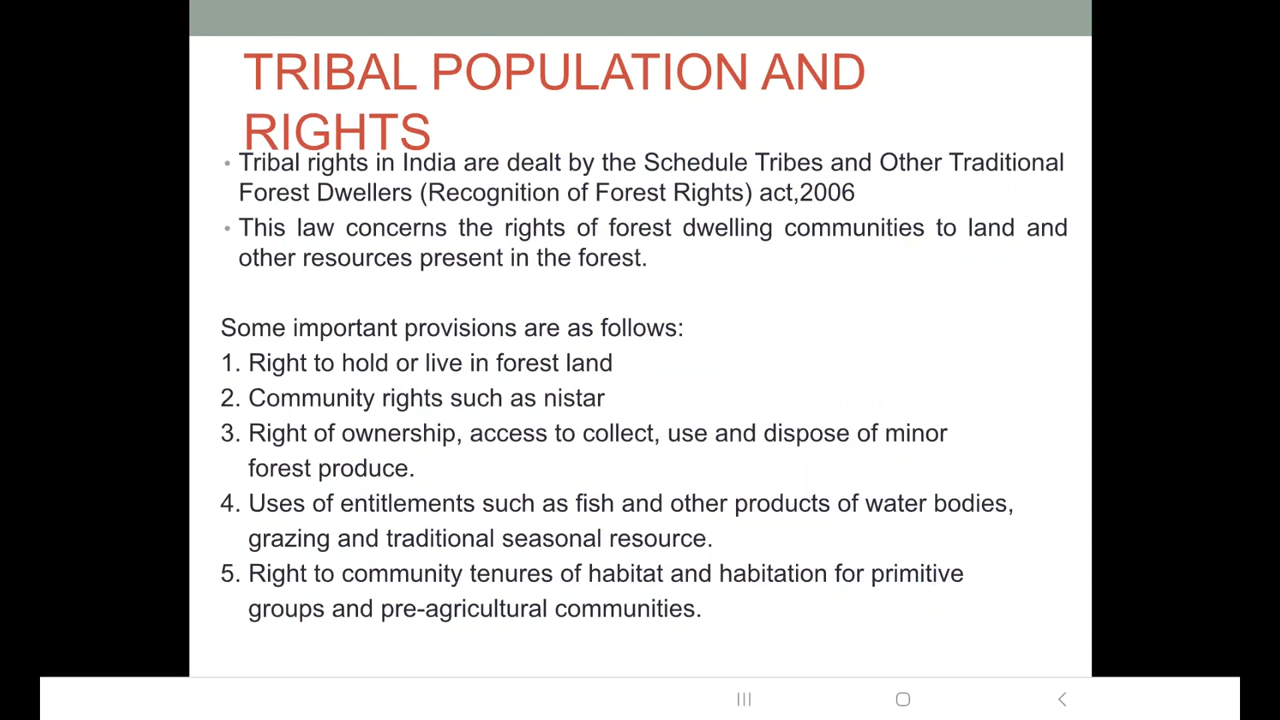 TRIBAL POPULATION AND
RIGHTS
• Tribal rights in India are dealt by the Schedule Tribes and Other Traditional
Forest Dwellers (Recognition of Forest Rights) act,2006
• This law concerns the rights of forest dwelling communities to land and
other resources present in the forest.
Some important provisions are as follows:
1. Right to hold or live in forest land
2. Community rights such as nistar
3. Right of ownership, access to collect, use and dispose of minor
forest produce.
4. Uses of entitlements such as fish and other products of water bodies,
grazing and traditional seasonal resource.
5. Right to community tenures of habitat and habitation for primitive
groups and pre-agricultural communities.